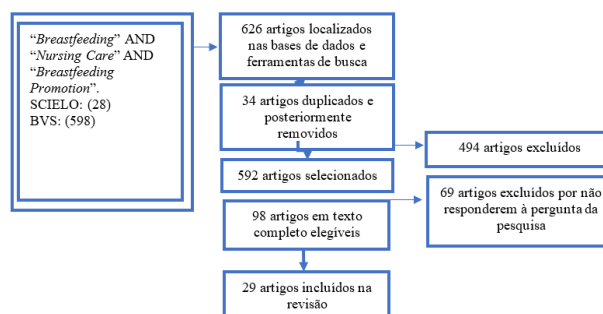 “Breastfeeding” AND
“Nursing Care” AND
“Breastfeeding
Promotion”.
SCIELO: (28)
BVS: (598)
626 artigos localizados
nas bases de dados e
ferramentas de busca
34 artigos duplicados e
posteriormente
removidos
494 artigos excluídos
592 artigos selecionados
69 artigos excluídos por não
responderem à pergunta da
pesquisa
98 artigos em texto
completo elegíveis
29 artigos incluídos na
revisão